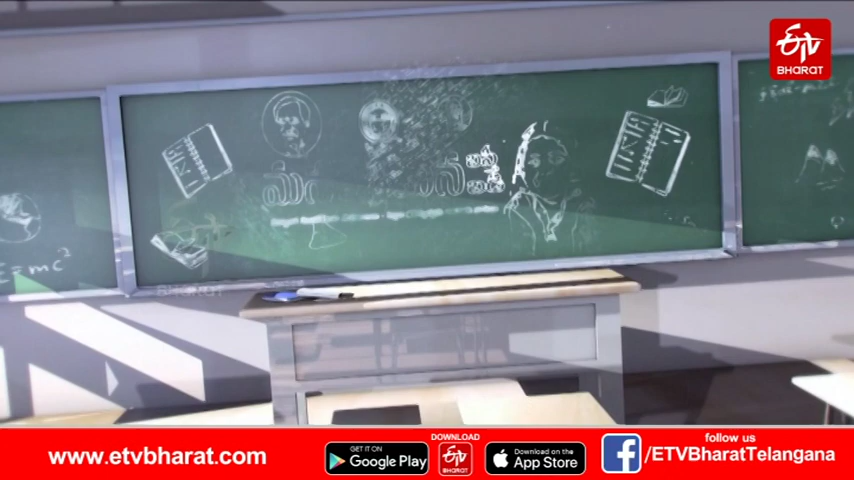 ETV
BHARAT
E=mc²
BHARAT
www.etvbharat.com
GET IT ON
Google Play
DOWNLOAD
ETV
BHARAT
Download on the
App Store
follow us
/ETVBharatTelangana